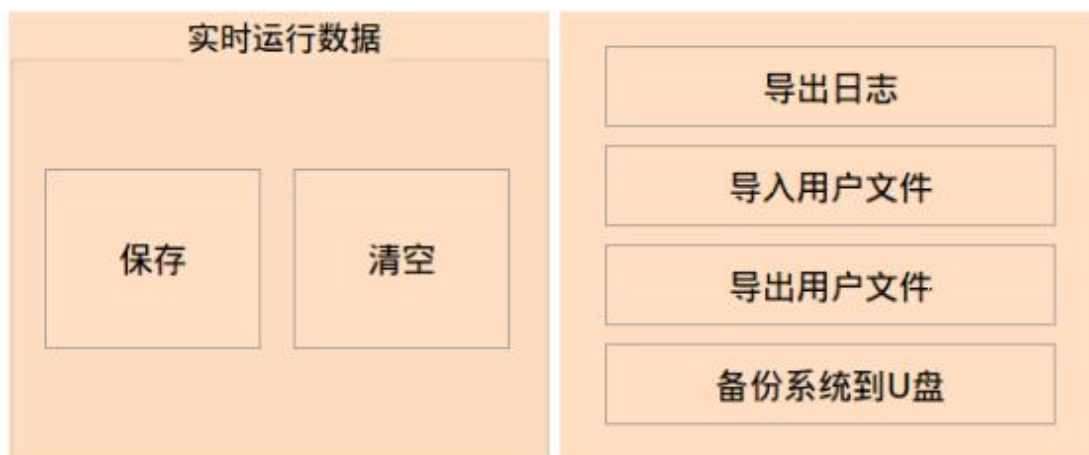 实时运行数据
保存
清空
导出日志
导入用户文件
导出用户文件
备份系统到U盘